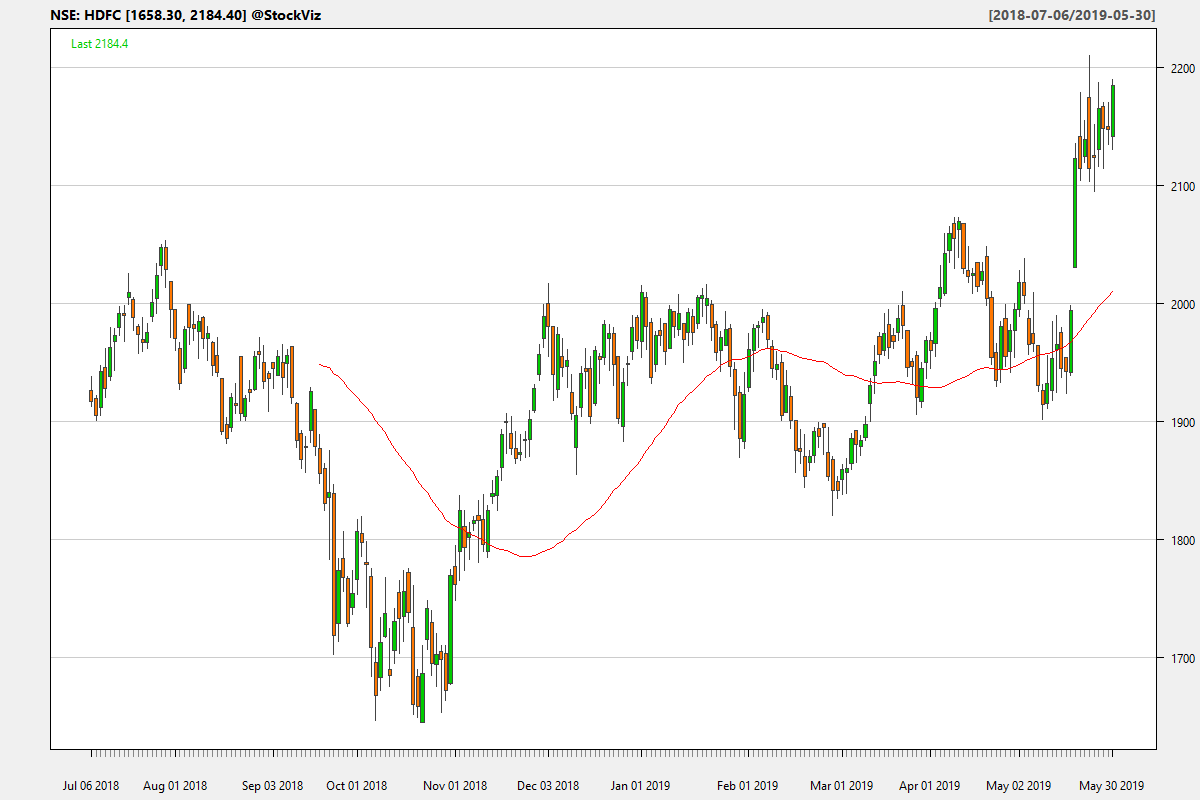 NSE: HDFC [1658.30, 2184.40] @StockViz [2018-07-06/2019-05-30]
Last 2184.4
2200
2100
2000
1900
1800
1700
Jul 06 2018 Aug 01 2018 Sep 03 2018 Oct 01 2018 Nov 01 2018 Dec 03 2018 Jan 01 2019 Feb 01 2019 Mar 01 2019 Apr 01 2019 May 02 2019 May 30 2019